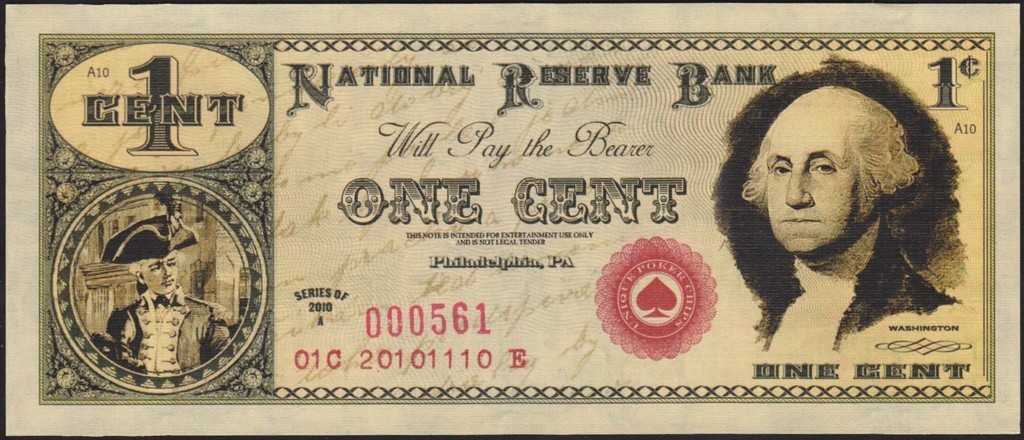 A10
1
CENT
NATIONAL RESERVE BANK
1¢
A10
Will Pay the Bearer
ONE CENT
THIS NOTE IS INTENDED FOR ENTERTAINMENT USE ONLY
AND IS NOT LEGAL TENDER
Philadelphia, PA
SERIES OF
2010
A
000561
01C 20101110 E
UNIQUE POKER CHIPS
WASHINGTON
ONE CENT